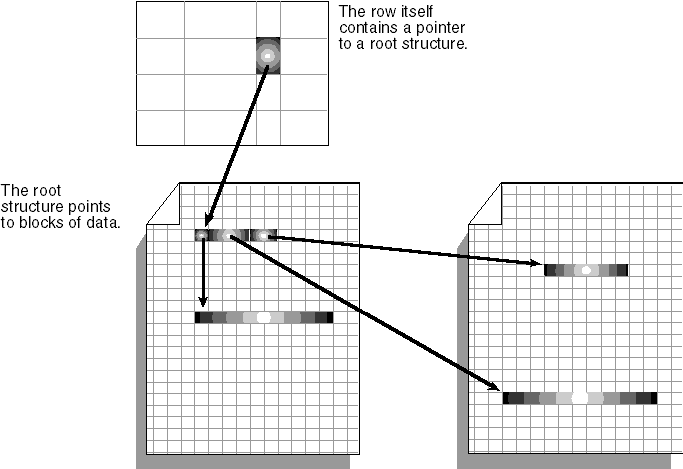 The row itself
contains a pointer
to a root structure.
The root
structure points
to blocks of data.